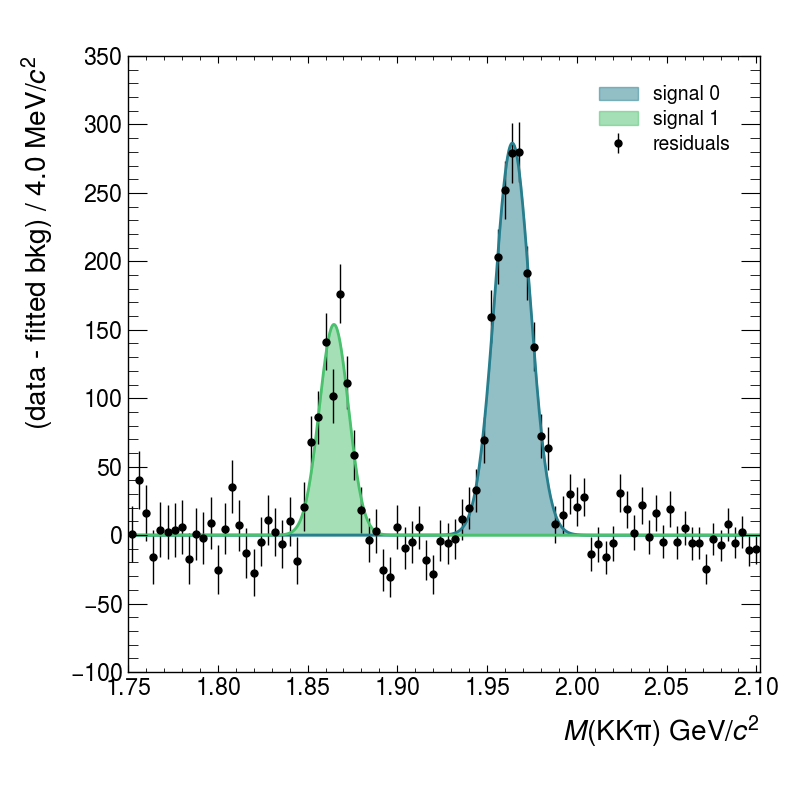 (data - fitted bkg) / 4.0 MeV/c²
350
300
250
200
150
100
50
0
−50
−100
signal 0
signal 1
residuals
1.75 1.80 1.85 1.90 1.95 2.00 2.05 2.10
M(KKπ) GeV/c²